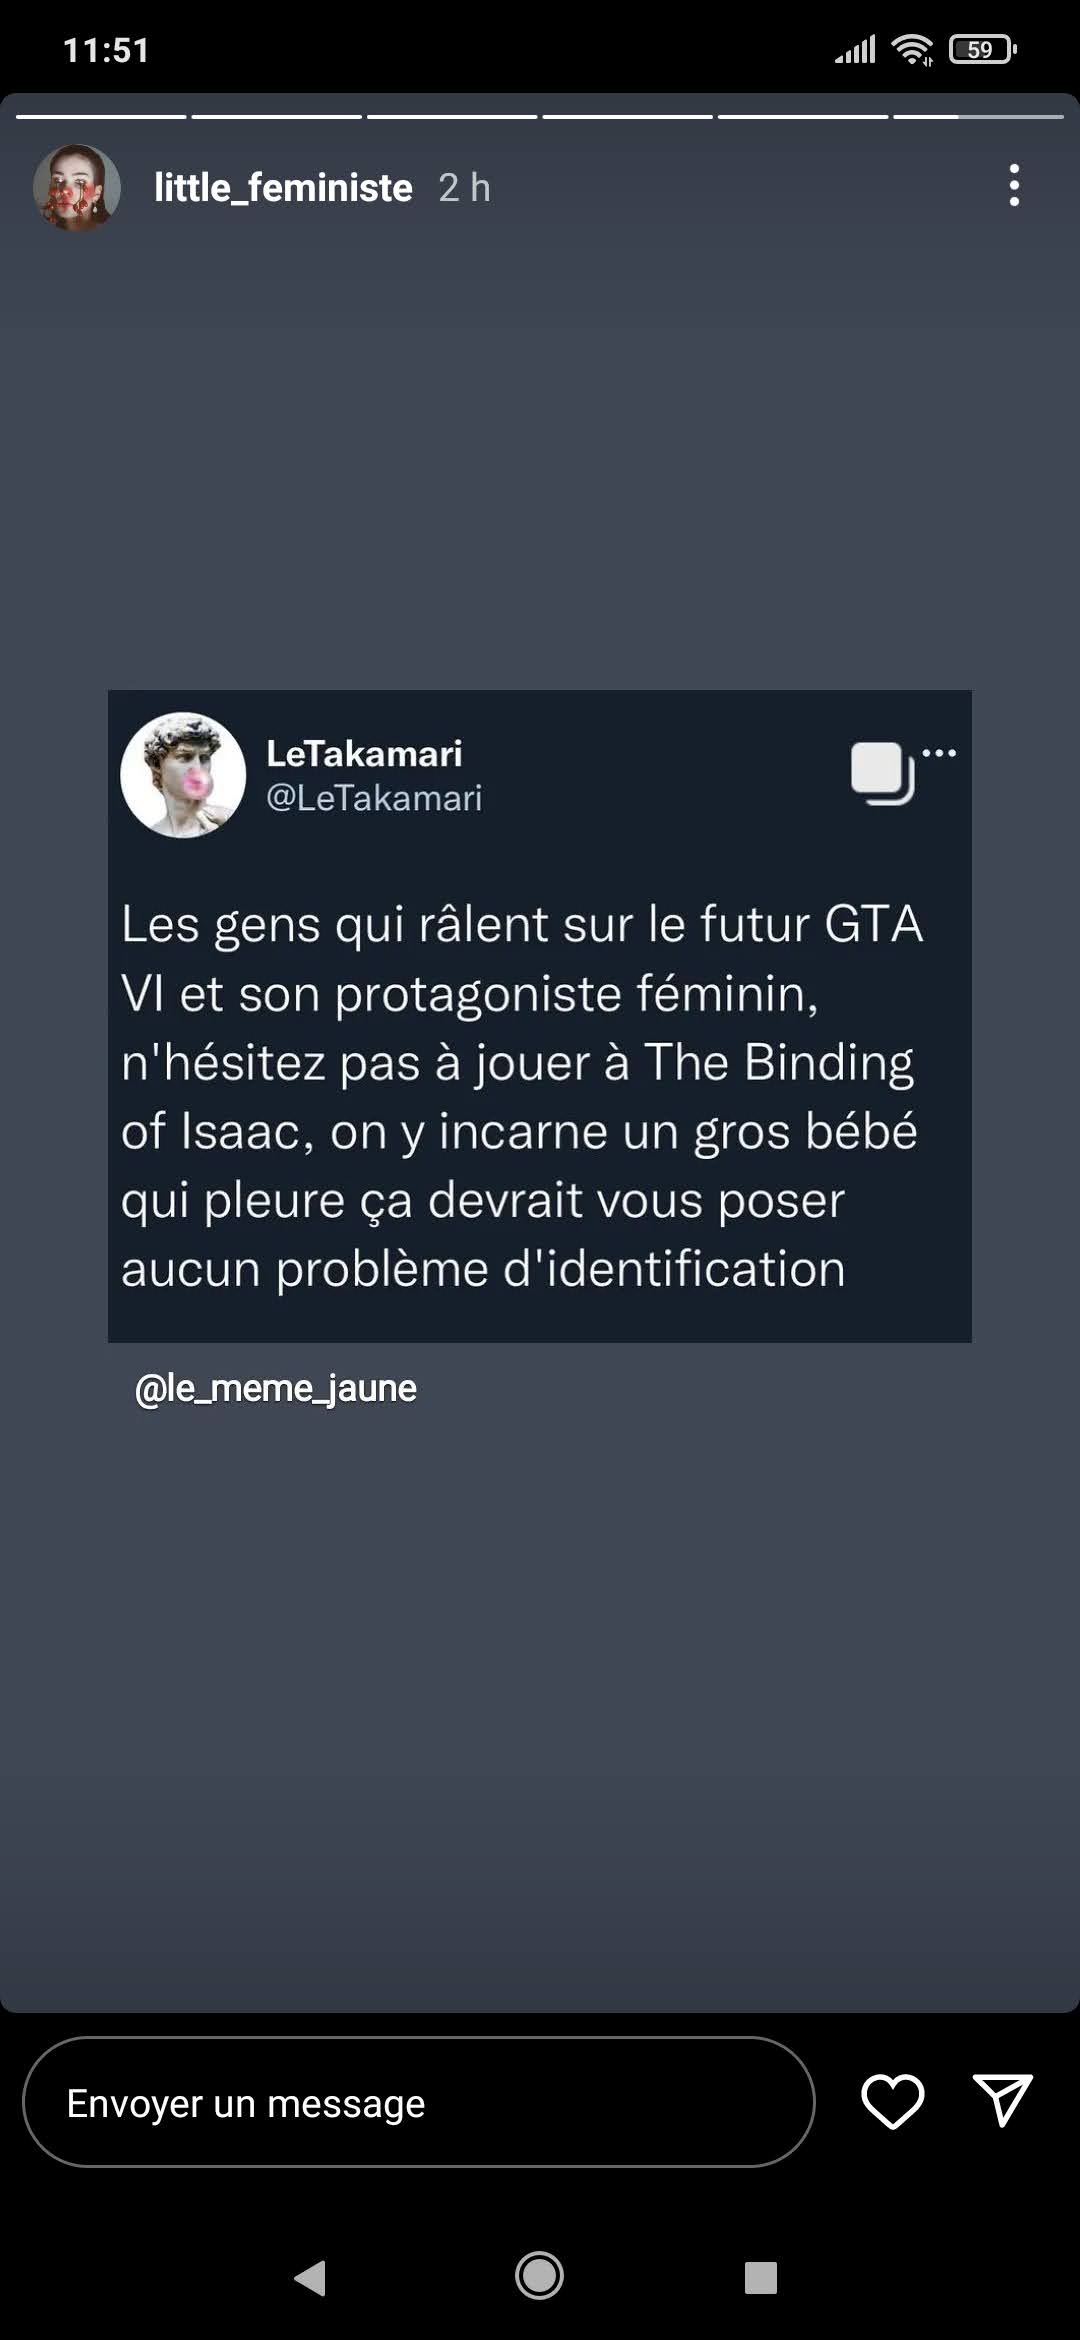 11:51
59
little_feministe 2 h
LeTakamari
@LeTakamari
Les gens qui râlent sur le futur GTA
VI et son protagoniste féminin,
n'hésitez pas à jouer à The Binding
of Isaac, on y incarne un gros bébé
qui pleure ça devrait vous poser
aucun problème d'identification
@le_meme_jaune
Envoyer un message